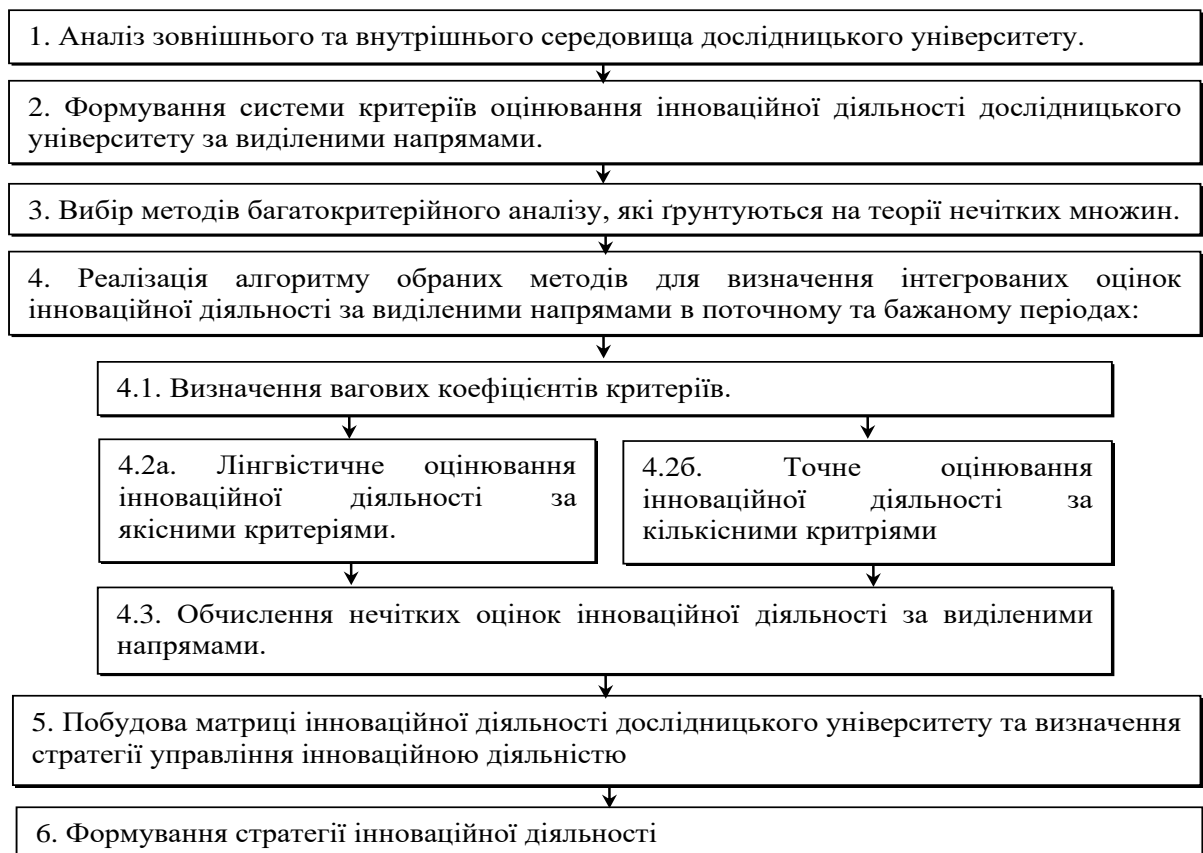 1. Аналіз зовнішнього та внутрішнього середовища дослідницького університету.
2. Формування системи критеріїв оцінювання інноваційної діяльності дослідницького
університету за виділеними напрямами.
3. Вибір методів багатокритерійного аналізу, які ґрунтуються на теорії нечітких множин.
4. Реалізація алгоритму обраних методів для визначення інтегрованих оцінок
інноваційної діяльності за виділеними напрямами в поточному та бажаному періодах:
4.1. Визначення вагових коефіцієнтів критеріїв.
4.2а. Лінгвістичне оцінювання
інноваційної діяльності за
якісними критеріями.
4.2б. Точне оцінювання
інноваційної діяльності за
кількісними критріями
4.3. Обчислення нечітких оцінок інноваційної діяльності за виділеними
напрямами.
5. Побудова матриці інноваційної діяльності дослідницького університету та визначення
стратегії управління інноваційною діяльністю
6. Формування стратегії інноваційної діяльності